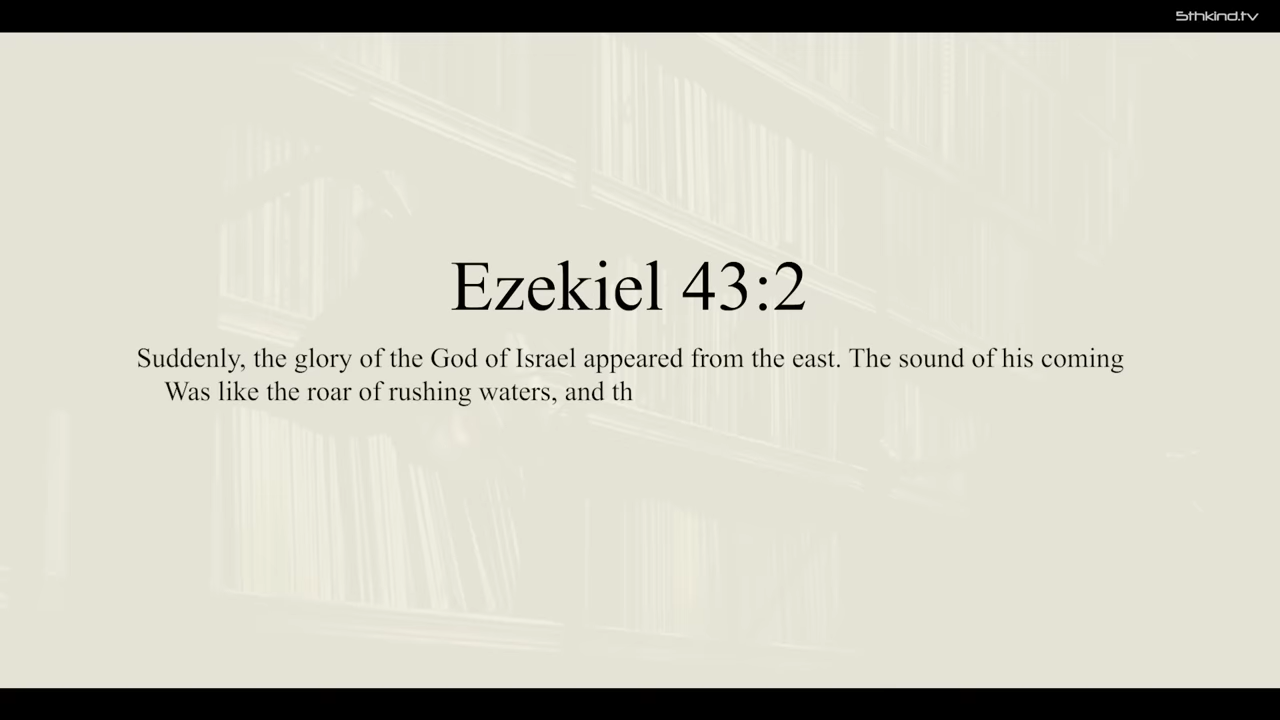 5thkind.tv
Ezekiel 43:2
Suddenly, the glory of the God of Israel appeared from the east. The sound of his coming
Was like the roar of rushing waters, and th